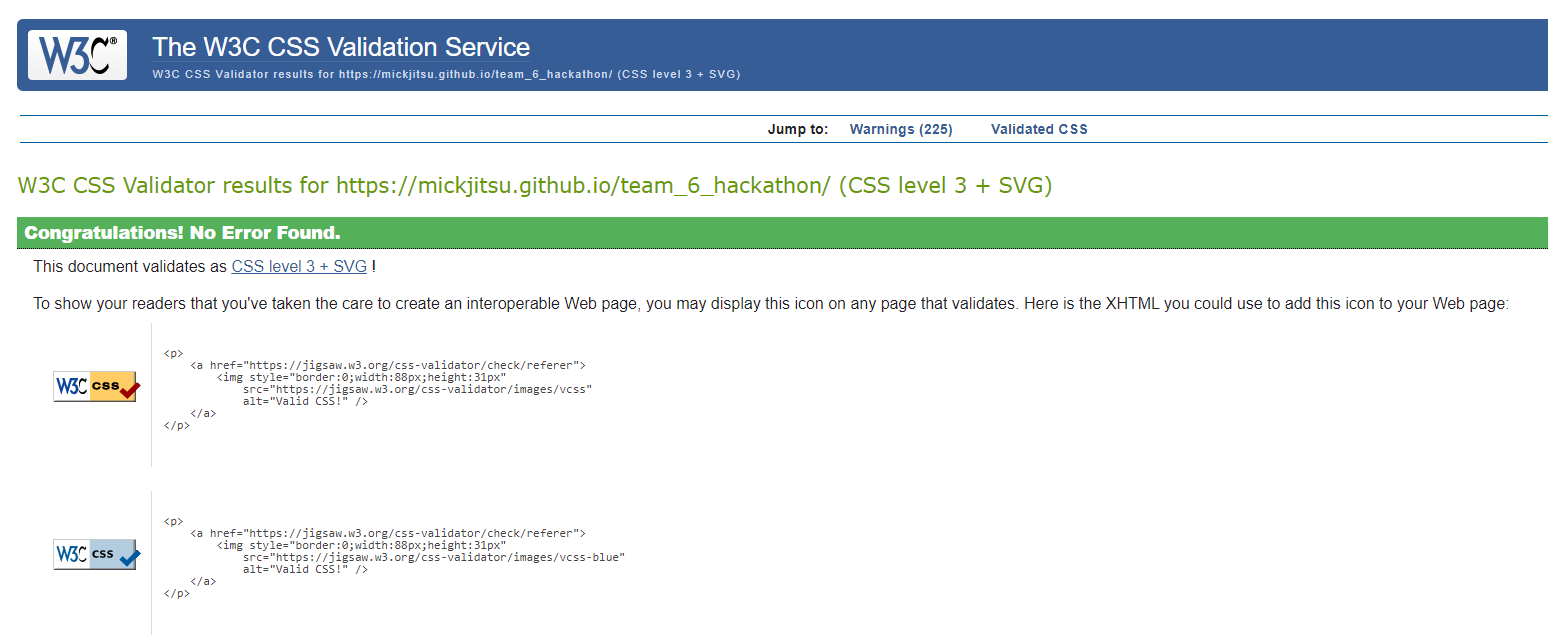 W3C® The W3C CSS Validation Service
W3C CSS Validator results for https://mickjitsu.github.io/team_6_hackathon/ (CSS level 3 + SVG)
Jump to: Warnings (225) Validated CSS
W3C CSS Validator results for https://mickjitsu.github.io/team_6_hackathon/ (CSS level 3 + SVG)
Congratulations! No Error Found.
This document validates as CSS level 3 + SVG !
To show your readers that you've taken the care to create an interoperable Web page, you may display this icon on any page that validates. Here is the XHTML you could use to add this icon to your Web page:
W3C css
<p>
<a href="https://jigsaw.w3.org/css-validator/check/referer">
<img style="border:0;width:88px;height:31px"
src="https://jigsaw.w3.org/css-validator/images/vcss"
alt="Valid CSS!" />
</a>
</p>
W3C css
<p>
<a href="https://jigsaw.w3.org/css-validator/check/referer">
<img style="border:0;width:88px;height:31px"
src="https://jigsaw.w3.org/css-validator/images/vcss-blue"
alt="Valid CSS!" />
</a>
</p>